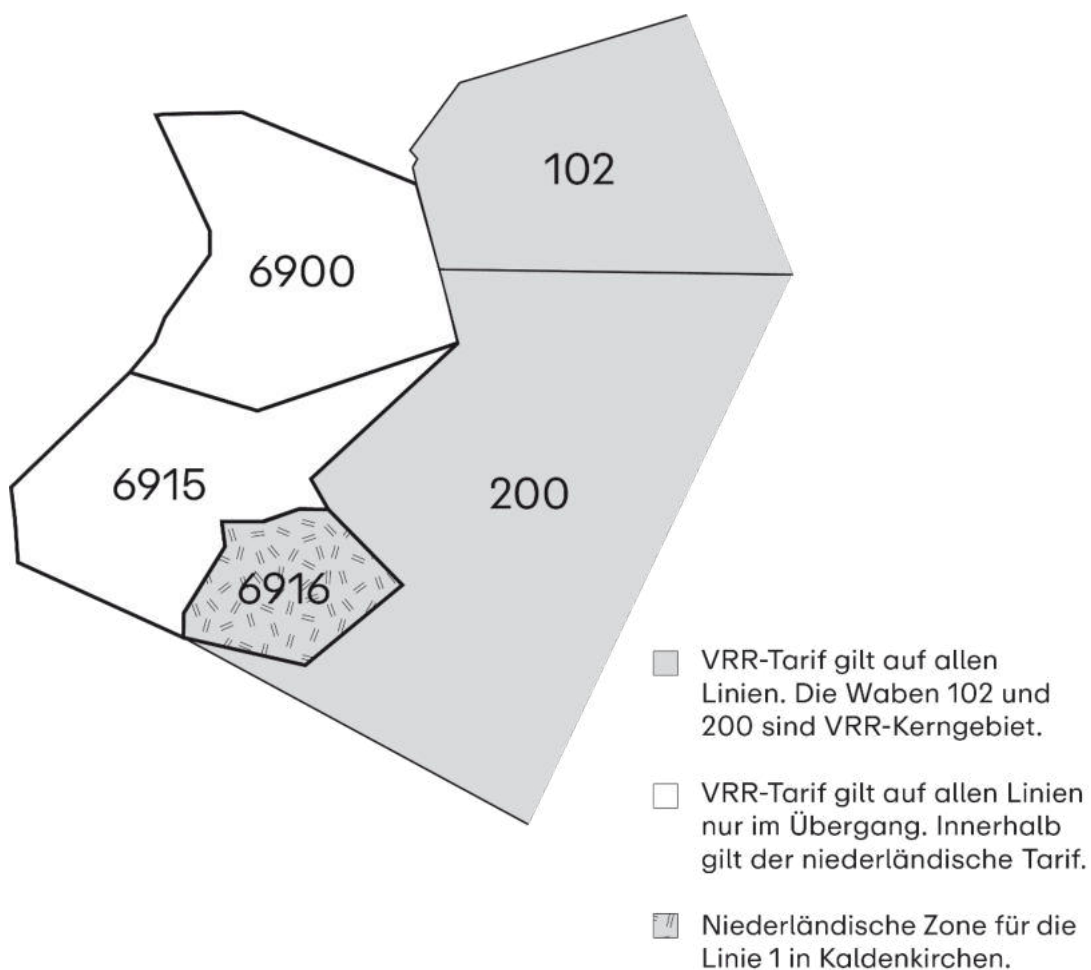 102
6900
6915
200
6916
VRR-Tarif gilt auf allen
Linien. Die Waben 102 und
200 sind VRR-Kerngebiet.
VRR-Tarif gilt auf allen Linien
nur im Übergang. Innerhalb
gilt der niederländische Tarif.
Niederländische Zone für die
Linie 1 in Kaldenkirchen.